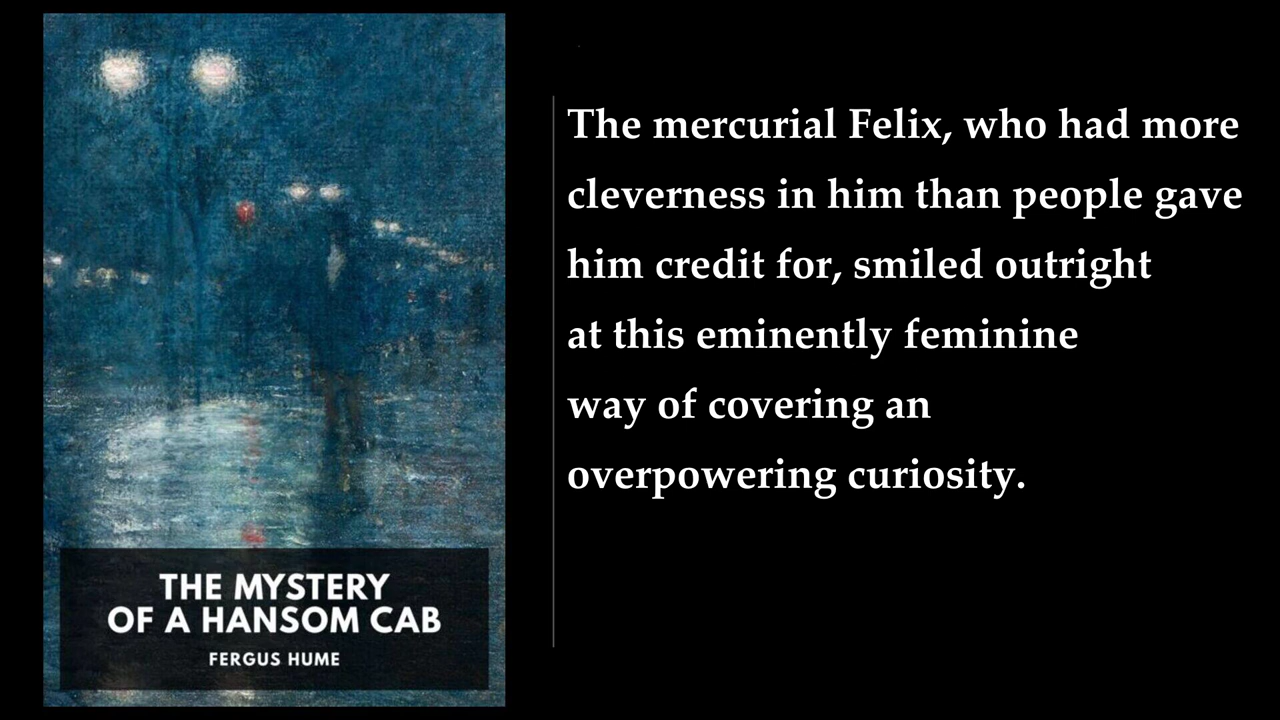 The mercurial Felix, who had more
cleverness in him than people gave
him credit for, smiled outright
at this eminently feminine
way of covering an
overpowering curiosity.
THE MYSTERY
OF A HANSOM CAB
FERGUS HUME